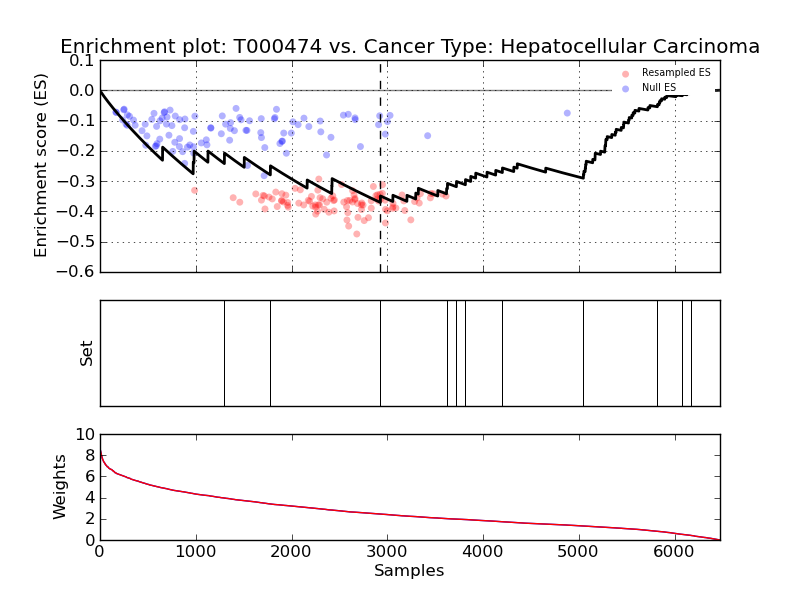 Enrichment plot: T000474 vs. Cancer Type: Hepatocellular Carcinoma
Enrichment score (ES)
0.1
0.0
−0.1
−0.2
−0.3
−0.4
−0.5
−0.6
Resampled ES
Null ES
Set
Weights
10
8
6
4
2
0
0 1000 2000 3000 4000 5000 6000
Samples